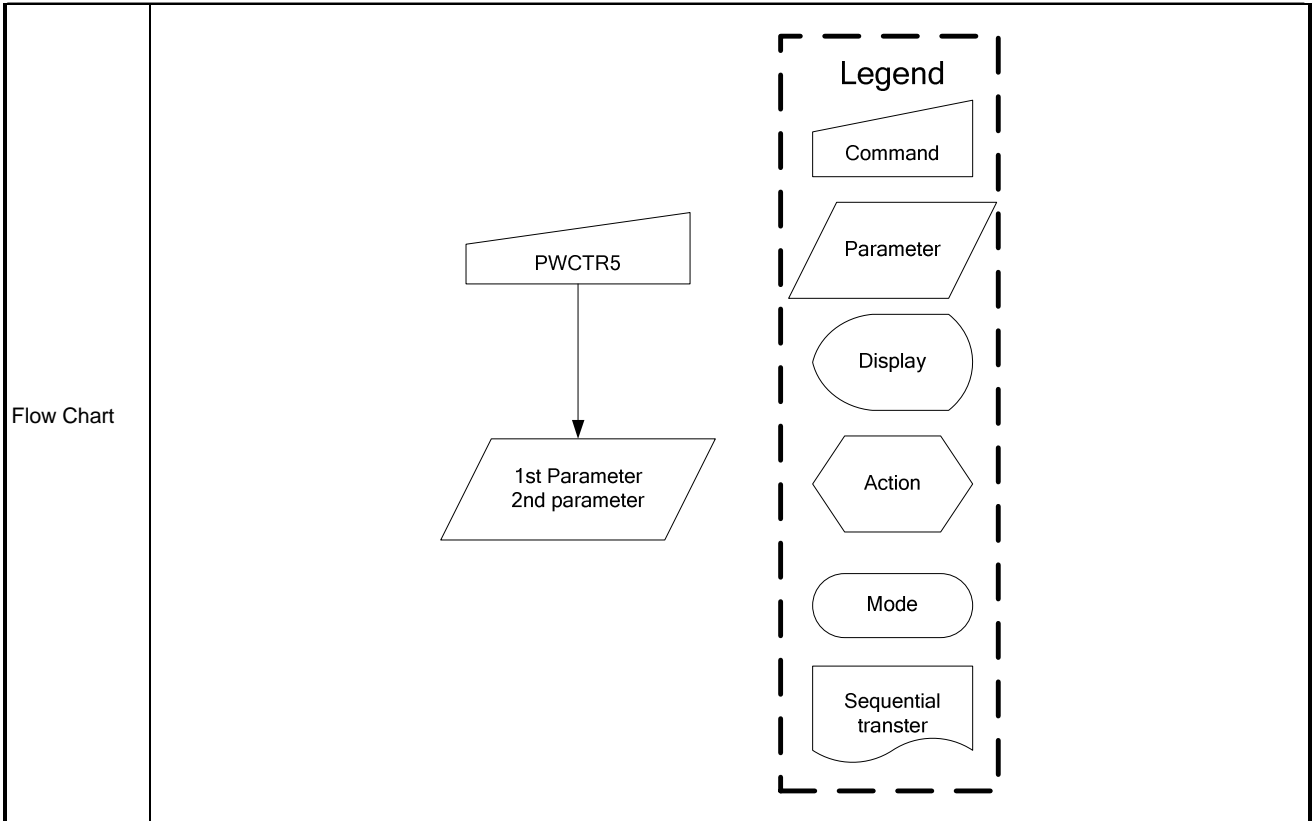 Flow Chart
PWCTR5
1st Parameter
2nd parameter
Legend
Command
Parameter
Display
Action
Mode
Sequential
transter